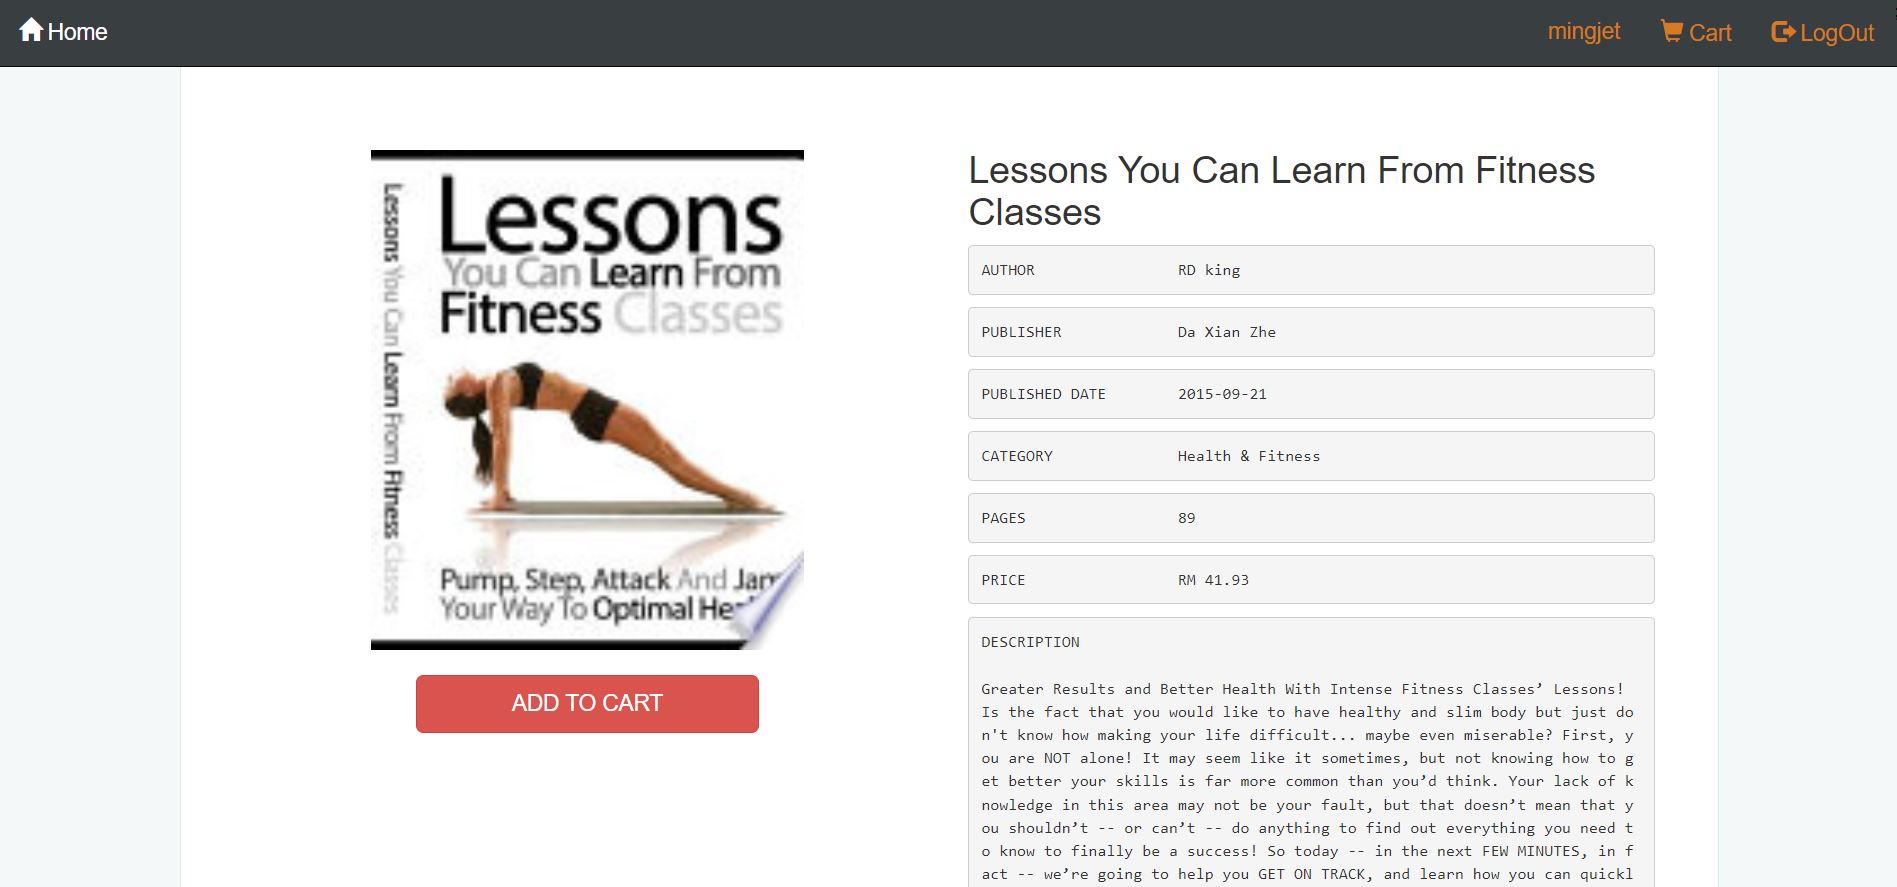 Home
mingjet
Cart
LogOut
Lessons
You Can Learn From
Fitness Classes
Lessons You Can Learn From Fitness Classes
Pump, Step, Attack And Jam
Your Way To Optimal He
ADD TO CART
Lessons You Can Learn From Fitness
Classes
AUTHOR RD king
PUBLISHER Da Xian Zhe
PUBLISHED DATE 2015-09-21
CATEGORY Health & Fitness
PAGES 89
PRICE RM 41.93
DESCRIPTION
Greater Results and Better Health With Intense Fitness Classes’ Lessons!
Is the fact that you would like to have healthy and slim body but just do
n't know how making your life difficult... maybe even miserable? First, y
ou are NOT alone! It may seem like it sometimes, but not knowing how to g
et better your skills is far more common than you’d think. Your lack of k
nowledge in this area may not be your fault, but that doesn’t mean that y
ou shouldn’t -- or can’t -- do anything to find out everything you need t
o know to finally be a success! So today -- in the next FEW MINUTES, in f
act -- we’re going to help you GET ON TRACK, and learn how you can quickl